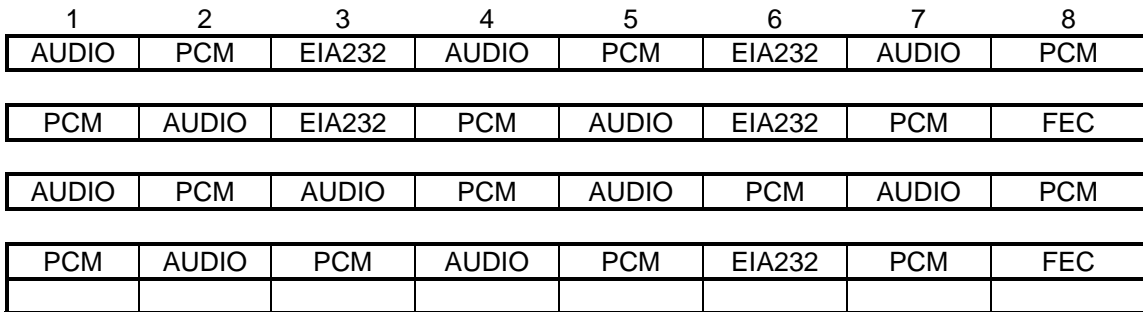 1 2 3 4 5 6 7 8
AUDIO PCM EIA232 AUDIO PCM EIA232 AUDIO PCM
PCM AUDIO EIA232 PCM AUDIO EIA232 PCM FEC
AUDIO PCM AUDIO PCM AUDIO PCM AUDIO PCM
PCM AUDIO PCM AUDIO PCM EIA232 PCM FEC